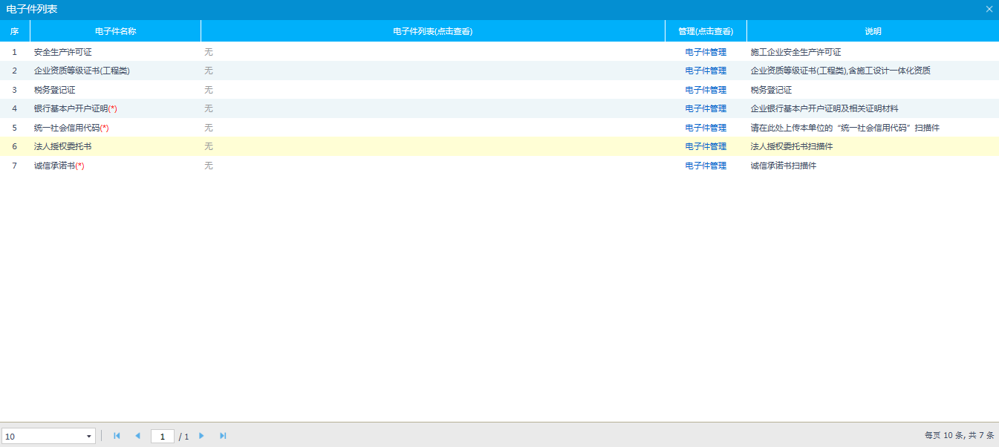 电子件列表
序 电子件名称 电子件列表(点击查看) 管理(点击查看) 说明
1 安全生产许可证 无 电子件管理 施工企业安全生产许可证
2 企业资质等级证书(工程类) 无 电子件管理 企业资质等级证书(工程类),含施工设计一体化资质
3 税务登记证 无 电子件管理 税务登记证
4 银行基本户开户证明(*) 无 电子件管理 企业银行基本户开户证明及相关证明材料
5 统一社会信用代码(*) 无 电子件管理 请在此处上传本单位的“统一社会信用代码”扫描件
6 法人授权委托书 无 电子件管理 法人授权委托书扫描件
7 诚信承诺书(*) 无 电子件管理 诚信承诺书扫描件
10 1 / 1 每页 10 条, 共 7 条